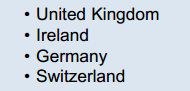 • United Kingdom
• Ireland
• Germany
• Switzerland